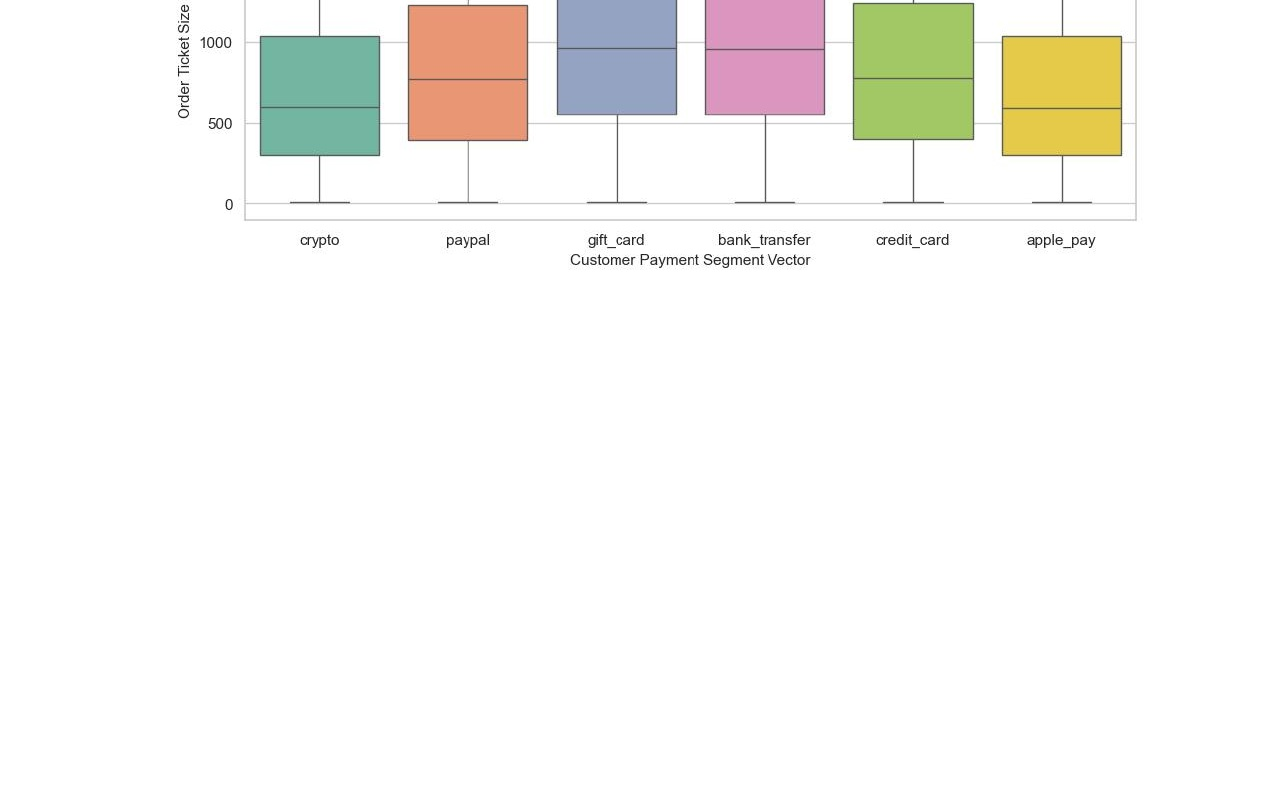 Order Ticket Size
1000
500
0
crypto paypal gift_card bank_transfer credit_card apple_pay
Customer Payment Segment Vector